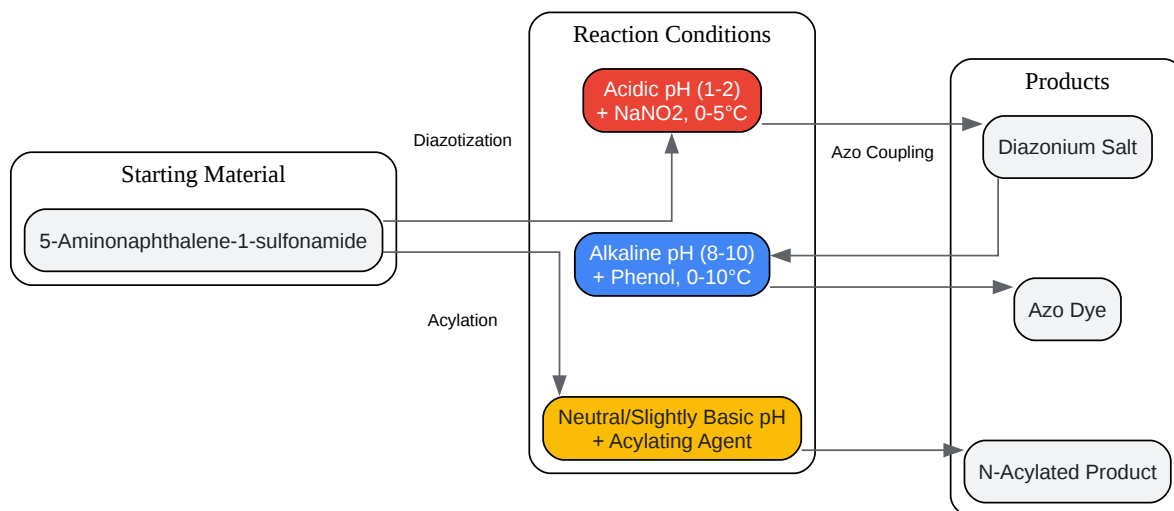 Reaction Conditions
Acidic pH (1-2)
+ NaNO2, 0-5°C
Products
Diazotization
Azo Coupling
Diazonium Salt
Starting Material
5-Aminonaphthalene-1-sulfonamide
Alkaline pH (8-10)
+ Phenol, 0-10°C
Azo Dye
Acylation
Neutral/Slightly Basic pH
+ Acylating Agent
N-Acylated Product